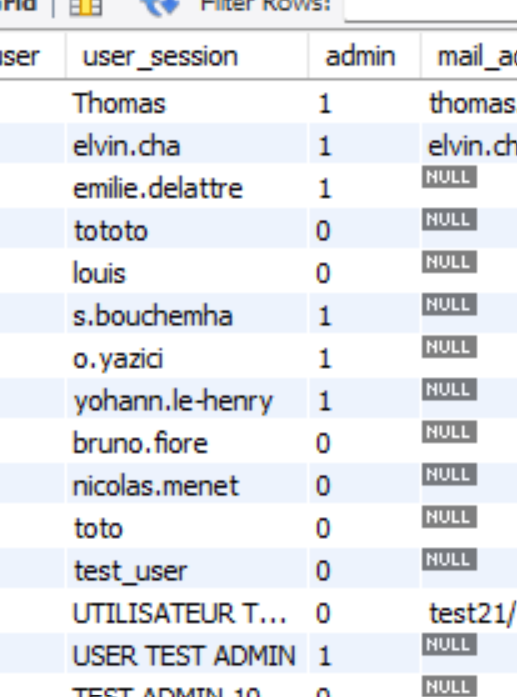 Grid Filter Rows:
user user_session admin mail_ad
Thomas 1 thomas
elvin.cha 1 elvin.ch
emilie.delattre 1 NULL
tototo 0 NULL
louis 0 NULL
s.bouchemha 1 NULL
o.yazici 1 NULL
yohann.le-henry 1 NULL
bruno.fiore 0 NULL
nicolas.menet 0 NULL
toto 0 NULL
test_user 0 NULL
UTILISATEUR T... 0 test21/
USER TEST ADMIN 1 NULL
TEST ADMIN 10 0 NULL